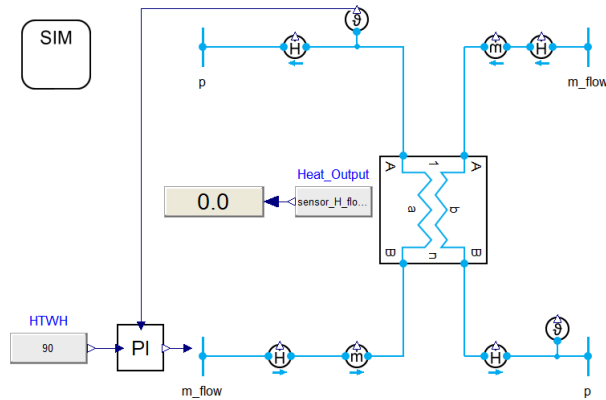 SIM
ϑ
H
p
m
H
m_flow
A
1
A
Heat_Output
0.0
sensor_H_flo...
a
b
B
n
B
HTWH
90
PI
ϑ
H
m
H
m_flow
p